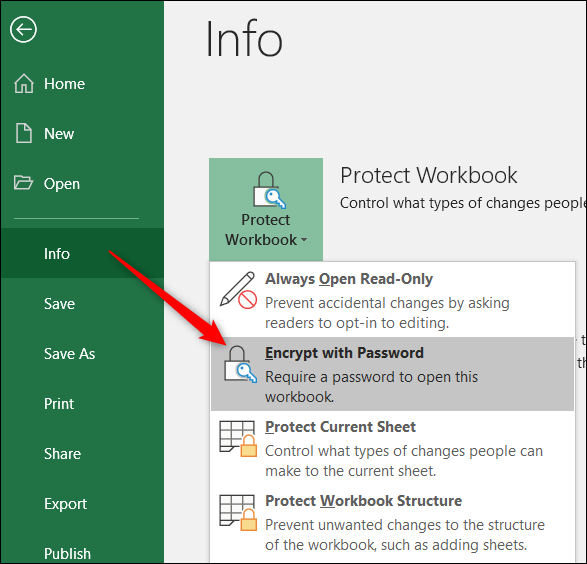 Info
Home
New
Open
Info
Save
Save As
Print
Share
Export
Publish
Protect
Workbook
Protect Workbook
Control what types of changes people
Always Open Read-Only
Prevent accidental changes by asking
readers to opt-in to editing.
Encrypt with Password
Require a password to open this
workbook.
Protect Current Sheet
Control what types of changes people can
make to the current sheet.
Protect Workbook Structure
Prevent unwanted changes to the structure
of the workbook, such as adding sheets.